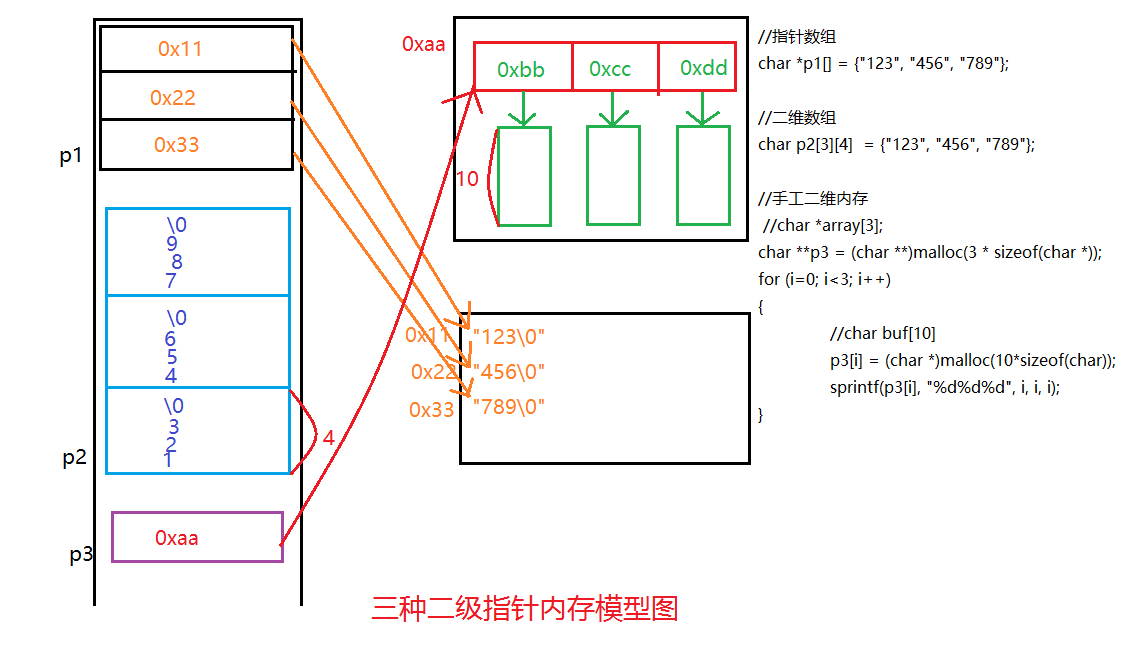 0x11
0x22
0x33
p1
\0
9
8
7
\0
6
5
4
\0
3
2
1
4
p2
0xaa
p3
0xaa
0xbb
0xcc
0xdd
10
0x11
"123\0"
0x22
"456\0"
0x33
"789\0"
//指针数组
char *p1[] = {"123", "456", "789"};
//二维数组
char p2[3][4]  = {"123", "456", "789"};
//手工二维内存
//char *array[3];
char **p3 = (char **)malloc(3 * sizeof(char *));
for (i=0; i<3; i++)
{
//char buf[10]
p3[i] = (char *)malloc(10*sizeof(char));
sprintf(p3[i], "%d%d%d", i, i, i);
}
三种二级指针内存模型图